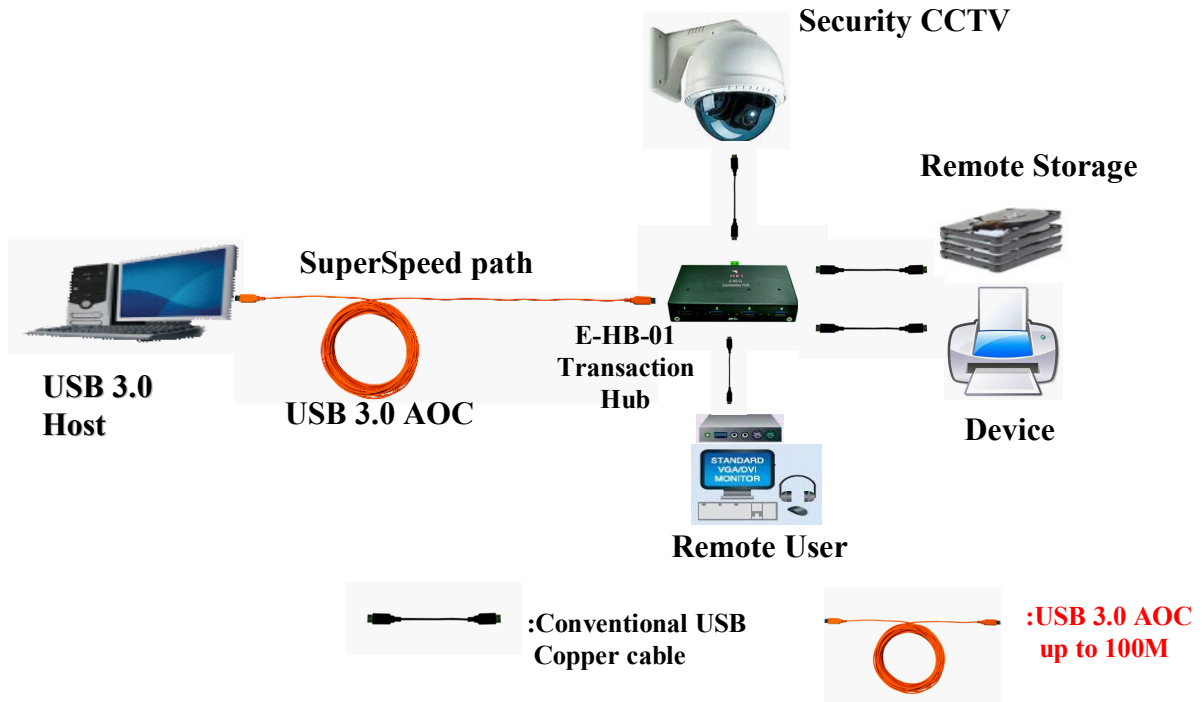 Security CCTV
Remote Storage
SuperSpeed path
E-HB-01
Transaction
Hub
USB 3.0
Host
USB 3.0 AOC
Device
STANDARD
VGA/DVI
MONITOR
Remote User
:Conventional USB
Copper cable
:USB 3.0 AOC
up to 100M